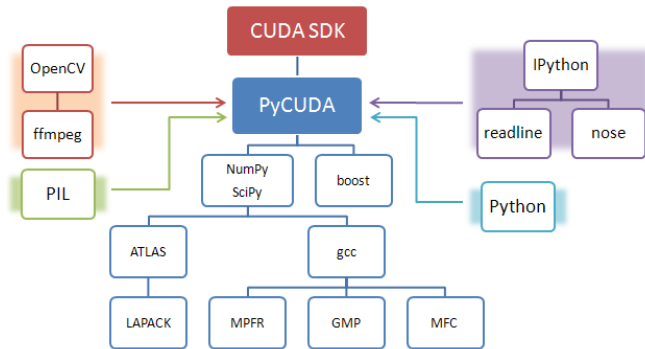 CUDA SDK
OpenCV
IPython
PyCUDA
ffmpeg
readline
nose
NumPy
SciPy
boost
PIL
Python
ATLAS
gcc
LAPACK
MPFR
GMP
MFC